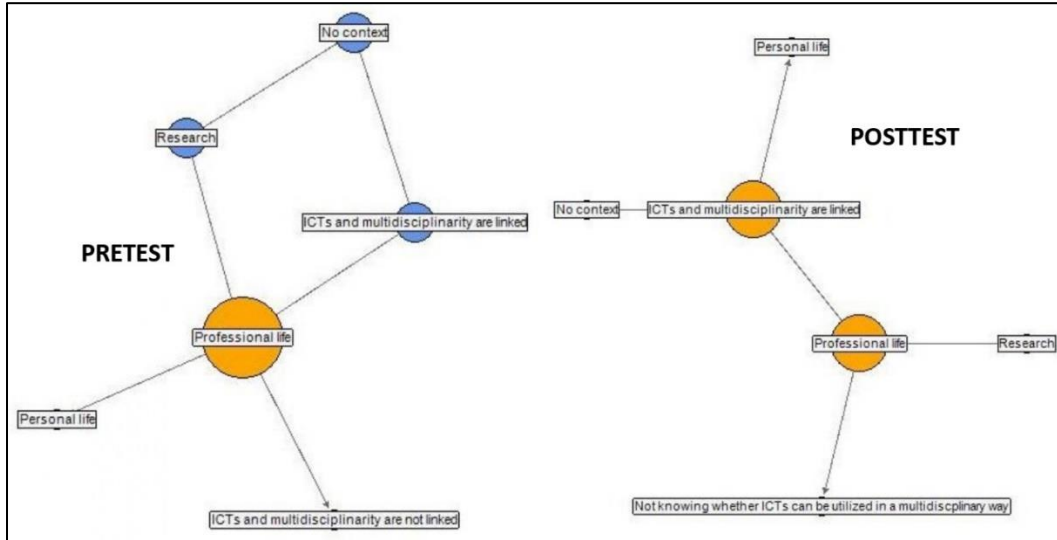 No context
Research
ICTs and multidisciplinarity are linked
PRETEST
Professional life
Personal life
ICTs and multidisciplinarity are not linked
Personal life
POSTTEST
No context
ICTs and multidisciplinarity are linked
Professional life
Research
Not knowing whether ICTs can be utilized in a multidiscplinary way